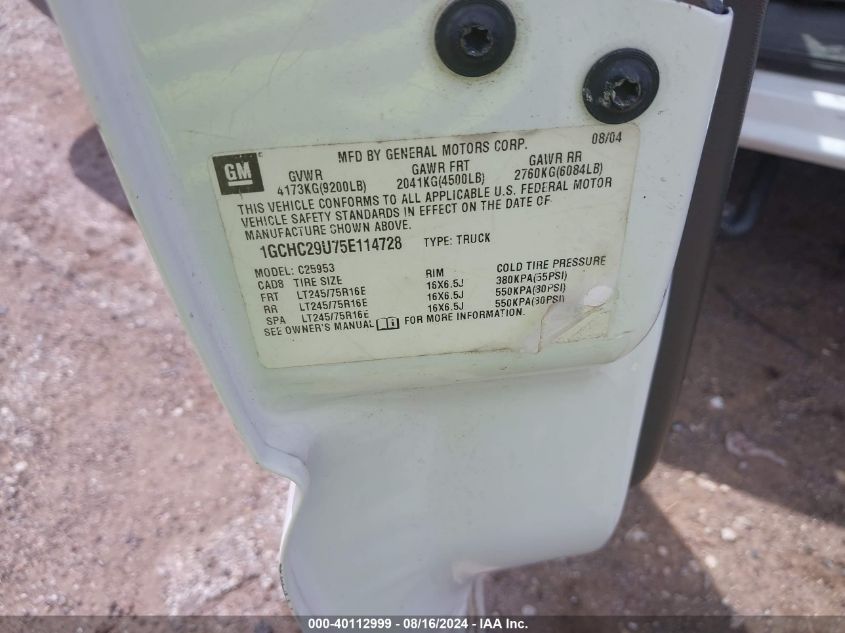 MFD BY GENERAL MOTORS CORP. 08/04
GM GVWR GAWR FRT GAWR RR
4173KG(9200LB) 2041KG(4500LB) 2760KG(6084LB)
THIS VEHICLE CONFORMS TO ALL APPLICABLE U.S. FEDERAL MOTOR
VEHICLE SAFETY STANDARDS IN EFFECT ON THE DATE OF
MANUFACTURE SHOWN ABOVE.
1GCHC29U75E114728 TYPE: TRUCK
MODEL: C25953
CAD8 TIRE SIZE RIM COLD TIRE PRESSURE
FRT LT245/75R16E 16X6.5J 380KPA(55PSI)
RR LT245/75R16E 16X6.5J 550KPA(80PSI)
SPA LT245/75R16E 16X6.5J 550KPA(80PSI)
SEE OWNER'S MANUAL FOR MORE INFORMATION.
000-40112999 - 08/16/2024 - IAA Inc.